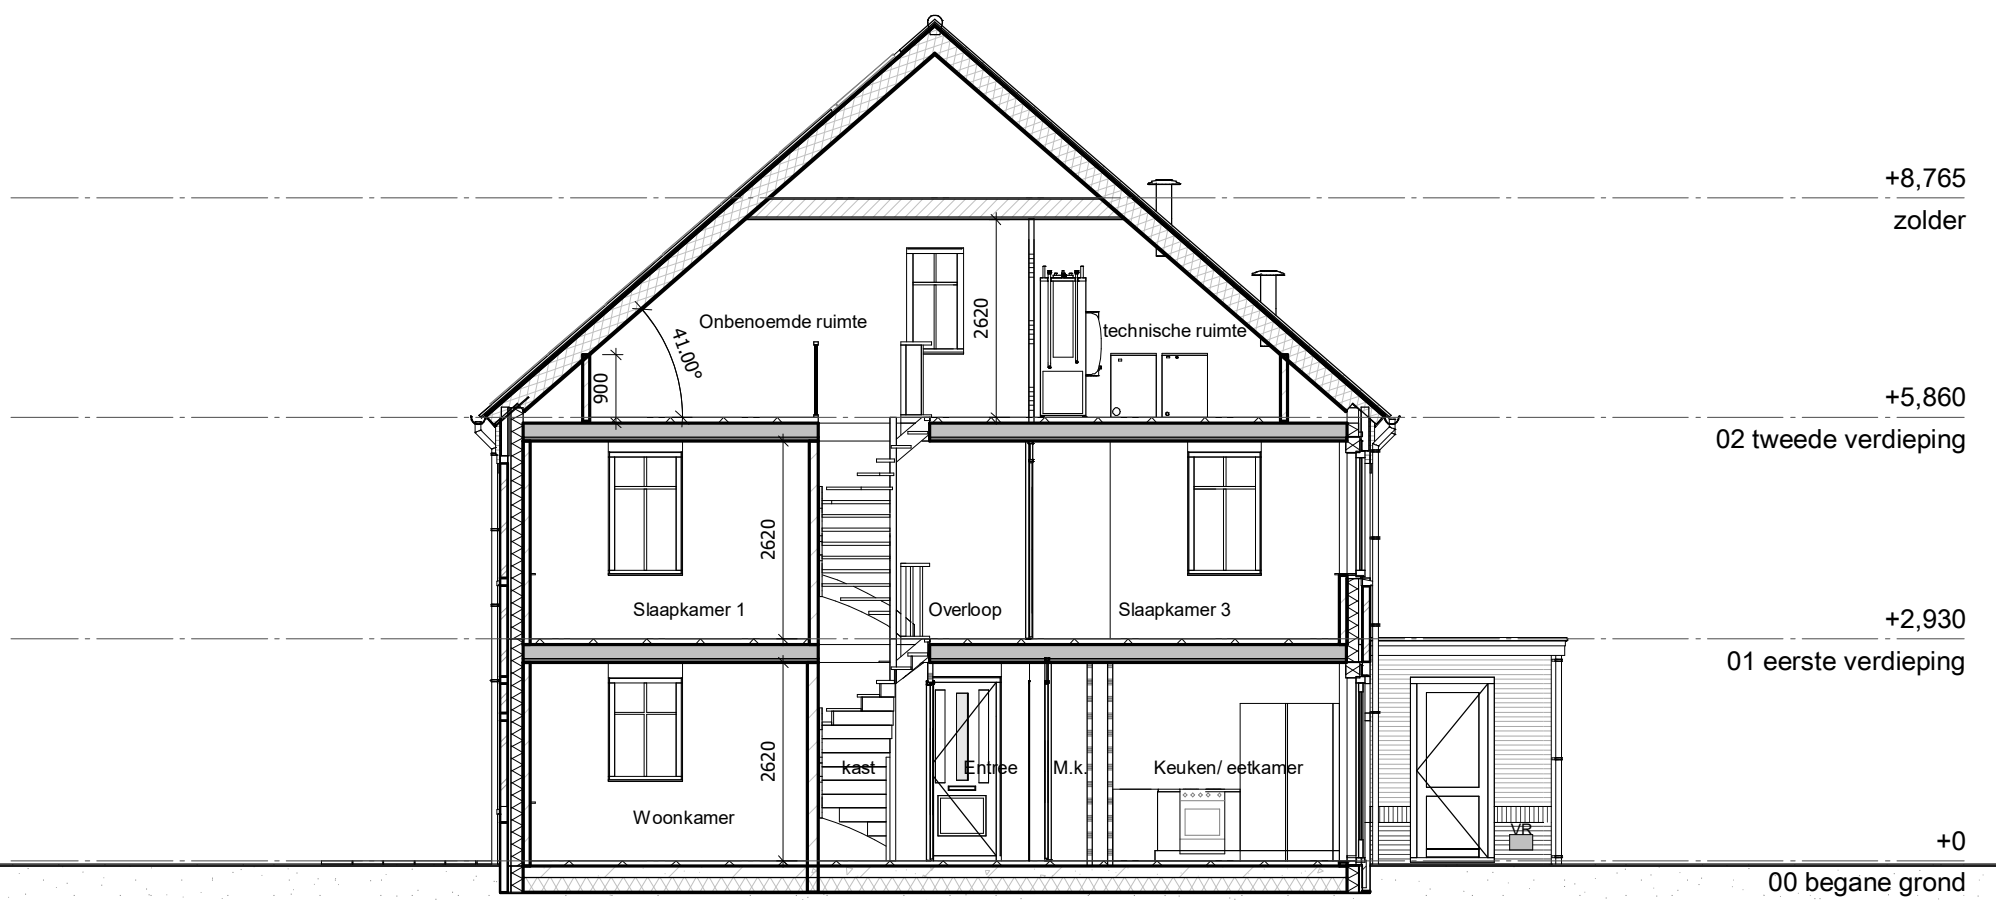 +8,765
zolder
2620
Onbenoemde ruimte
technische ruimte
41.00°
900
+5,860
02 tweede verdieping
2620
Slaapkamer 1
Overloop
Slaapkamer 3
+2,930
01 eerste verdieping
2620
kast
Entree
M.k.
Keuken/ eetkamer
Woonkamer
VR
+0
00 begane grond